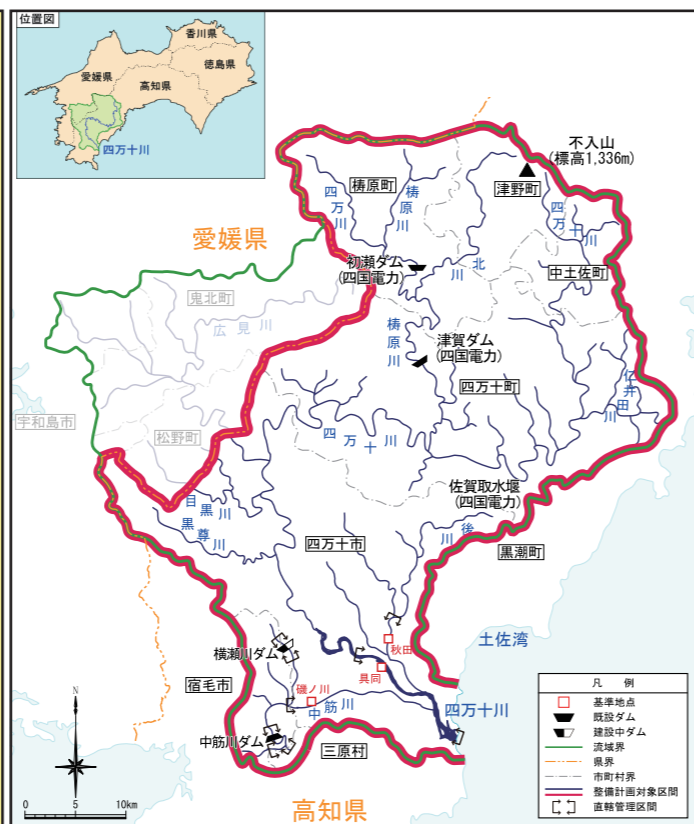 位置図
香川県
徳島県
愛媛県
高知県
四万十川
不入山
(標高1,336m)
梼原町
津野町
四万川
梼原川
四万十川
愛媛県
初瀬ダム
(四国電力)
北川
中土佐町
鬼北町
広見川
梼原川
津賀ダム
(四国電力)
四万十町
仁井田川
宇和島市
松野町
四万十川
佐賀取水堰
(四国電力)
目黒川
黒尊川
後川
黒潮町
四万十市
土佐湾
秋田
横瀬川ダム
具同
宿毛市
磯ノ川
中筋川
四万十川
中筋川ダム
三原村
高知県
N
0 5 10km
凡 例
基準地点
既設ダム
建設中ダム
流域界
県界
市町村界
整備計画対象区間
直轄管理区間